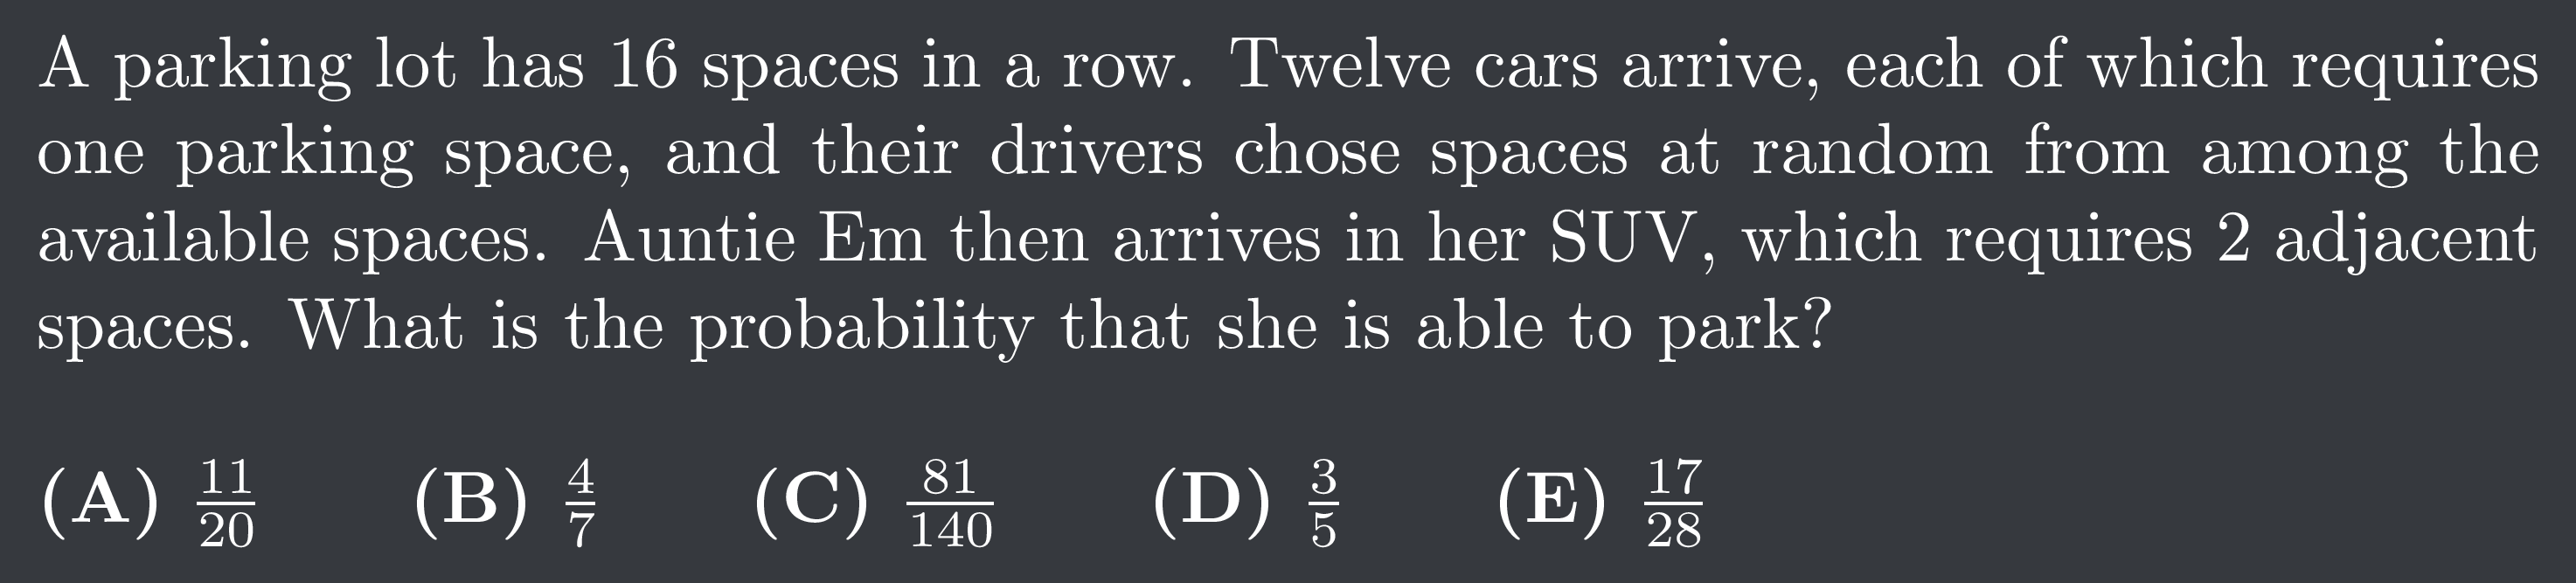 A parking lot has 16 spaces in a row. Twelve cars arrive, each of which requires
one parking space, and their drivers chose spaces at random from among the
available spaces. Auntie Em then arrives in her SUV, which requires 2 adjacent
spaces. What is the probability that she is able to park?
(A) 11/20 (B) 4/7 (C) 81/140 (D) 3/5 (E) 17/28